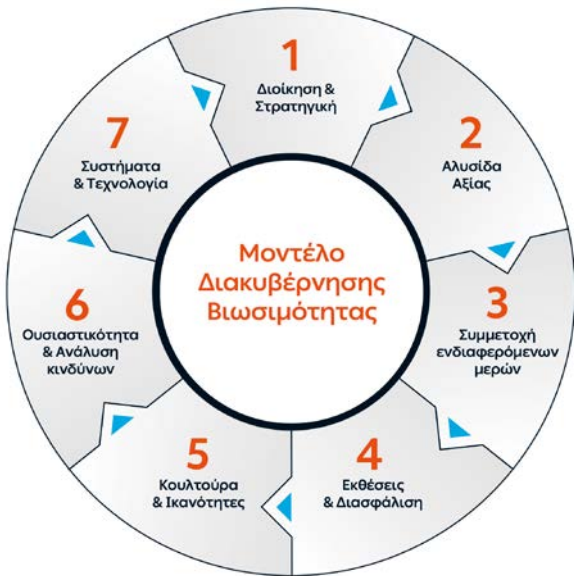 Μοντέλο
Διακυβέρνησης
Βιωσιμότητας
1
Διοίκηση &
Στρατηγική
2
Αλυσίδα
Αξίας
3
Συμμετοχή
ενδιαφερόμενων
μερών
4
Εκθέσεις
& Διασφάλιση
5
Κουλτούρα
& Ικανότητες
6
Ουσιαστικότητα
& Ανάλυση
κινδύνων
7
Συστήματα
& Τεχνολογία